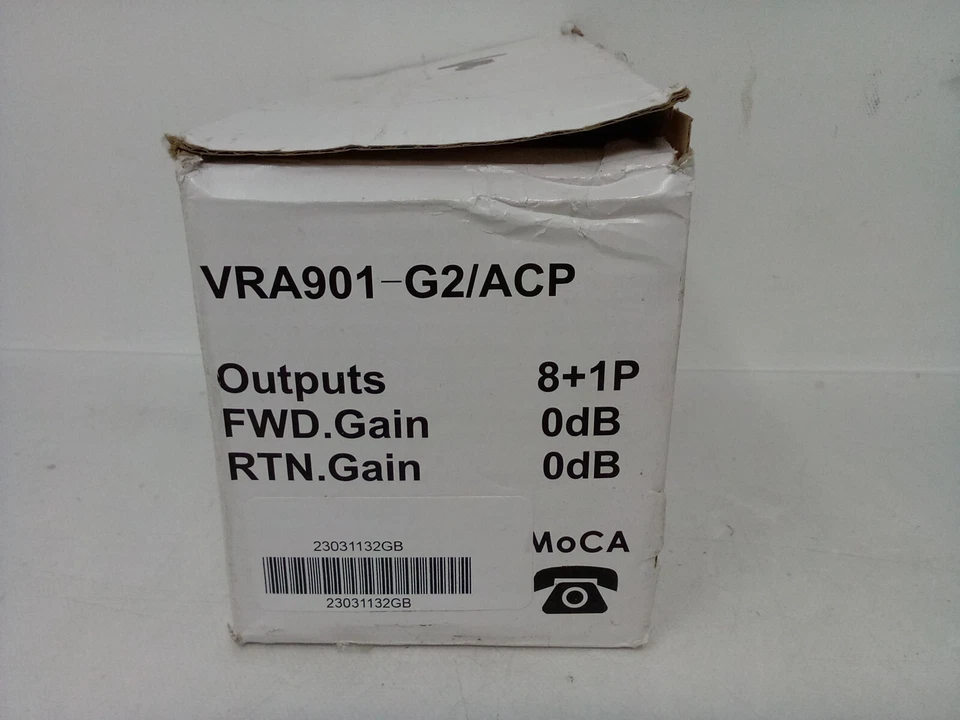 VRA901-G2/ACP
Outputs 8+1P
FWD.Gain 0dB
RTN.Gain 0dB
MoCA
23031132GB
23031132GB